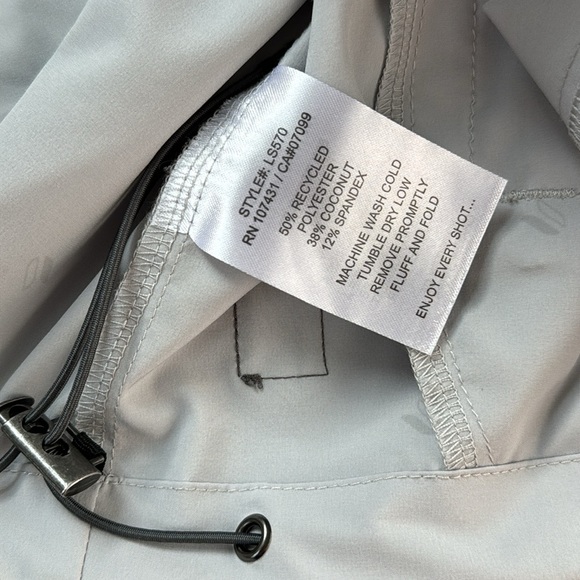 STYLE#: LS570
RN 107431 / CA#07099
50% RECYCLED
POLYESTER
38% COCONUT
12% SPANDEX
MACHINE WASH COLD
TUMBLE DRY LOW
REMOVE PROMPTLY
FLUFF AND FOLD
ENJOY EVERY SHOT...